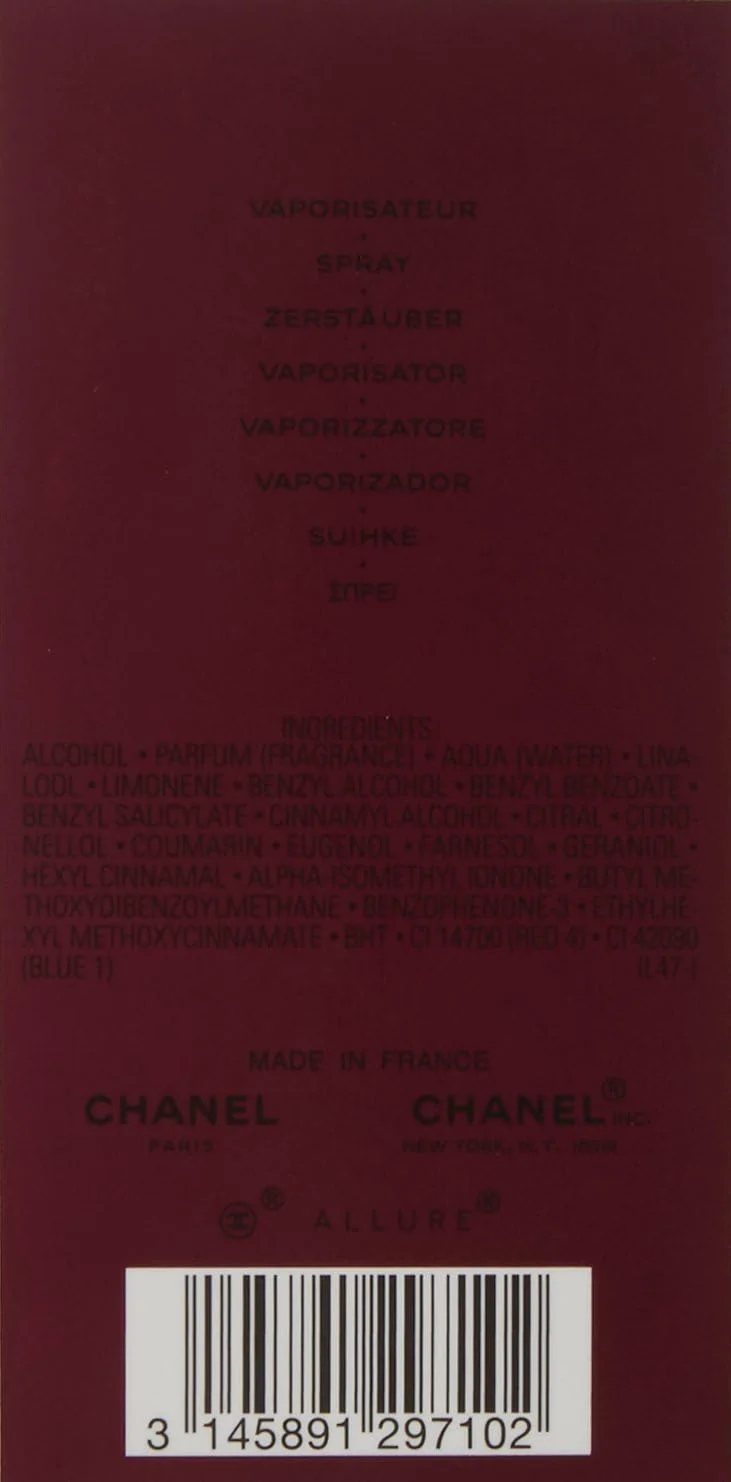 VAPORISATEUR
•
SPRAY
•
ZERSTÄUBER
•
VAPORISATOR
•
VAPORIZZATORE
•
VAPORIZADOR
•
SUIHKE
•
ΣΠΡΕΪ
INGREDIENTS:
ALCOHOL • PARFUM (FRAGRANCE) • AQUA (WATER) • LINA-
LOOL • LIMONENE • BENZYL ALCOHOL • BENZYL BENZOATE •
BENZYL SALICYLATE • CINNAMYL ALCOHOL • CITRAL • CITRO-
NELLOL • COUMARIN • EUGENOL • FARNESOL • GERANIOL •
HEXYL CINNAMAL • ALPHA-ISOMETHYL IONONE • BUTYL ME-
THOXYDIBENZOYLMETHANE • BENZOPHENONE-3 • ETHYLHE-
XYL METHOXYCINNAMATE • BHT • CI 14700 (RED 4) • CI 42090
(BLUE 1) (L47-)
MADE IN FRANCE
CHANEL CHANEL® INC.
PARIS NEW YORK, N.Y.
® ALLURE®
3 145891 297102